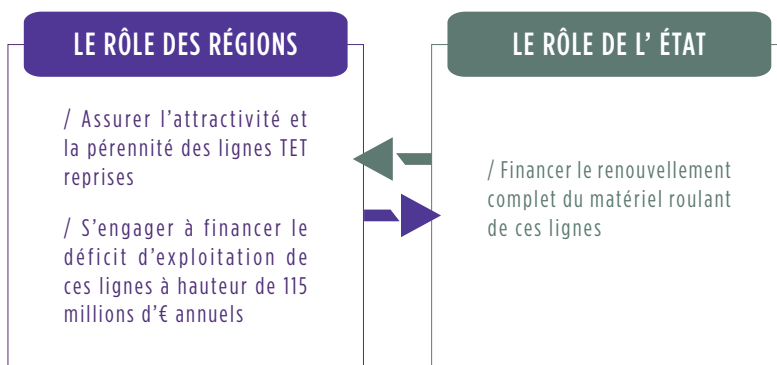 LE RÔLE DES RÉGIONS
/ Assurer l’attractivité et
la pérennité des lignes TET
reprises
/ S’engager à financer le
déficit d’exploitation de
ces lignes à hauteur de 115
millions d’€ annuels
LE RÔLE DE L’ ÉTAT
/ Financer le renouvellement
complet du matériel roulant
de ces lignes